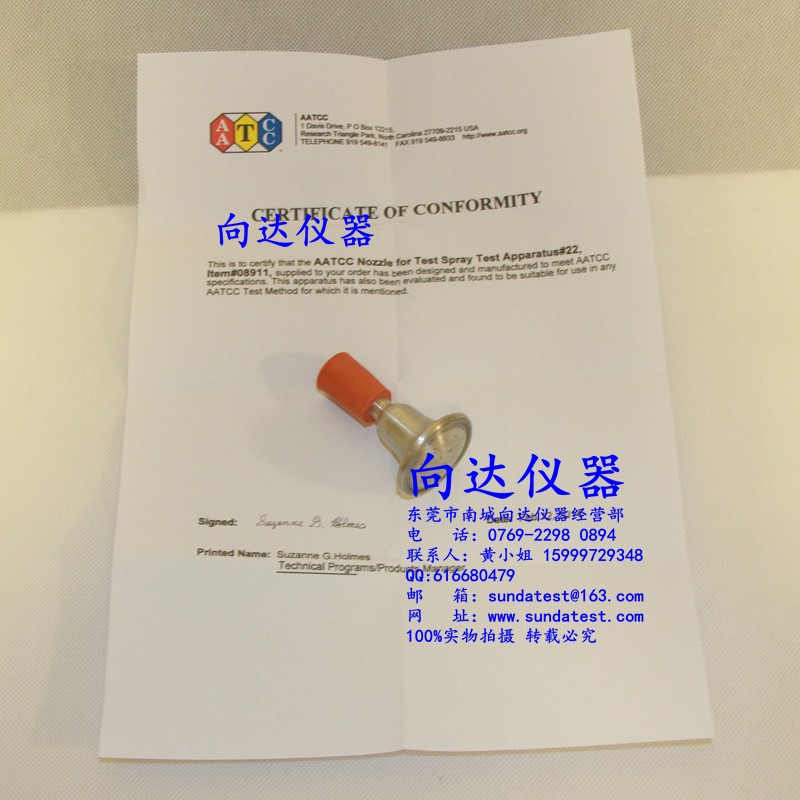 AATCC
AATCC
1 Davis Drive, P O Box 12215,
Research Triangle Park, North Carolina 27709-2215 USA
TELEPHONE 919 549-8141 FAX 919 549-8933 http://www.aatcc.org
CERTIFICATE OF CONFORMITY
向达仪器
This is to certify that the AATCC Nozzle for Test Spray Test Apparatus#22,
Item#08911, supplied to your order has been designed and manufactured to meet AATCC
specifications. This apparatus has also been evaluated and found to be suitable for use in any
AATCC Test Method for which it is mentioned.
向达仪器
Signed: Suzanne G. Holmes
Date:
东莞市南城向达仪器经营部
电 话: 0769-2298 0894
Printed Name: Suzanne G.Holmes
联系人: 黄小姐 15999729348
Technical Programs/Products Manager
QQ:616680479
邮 箱: sundatest@163.com
网 址: www.sundatest.com
100%实物拍摄 转载必究